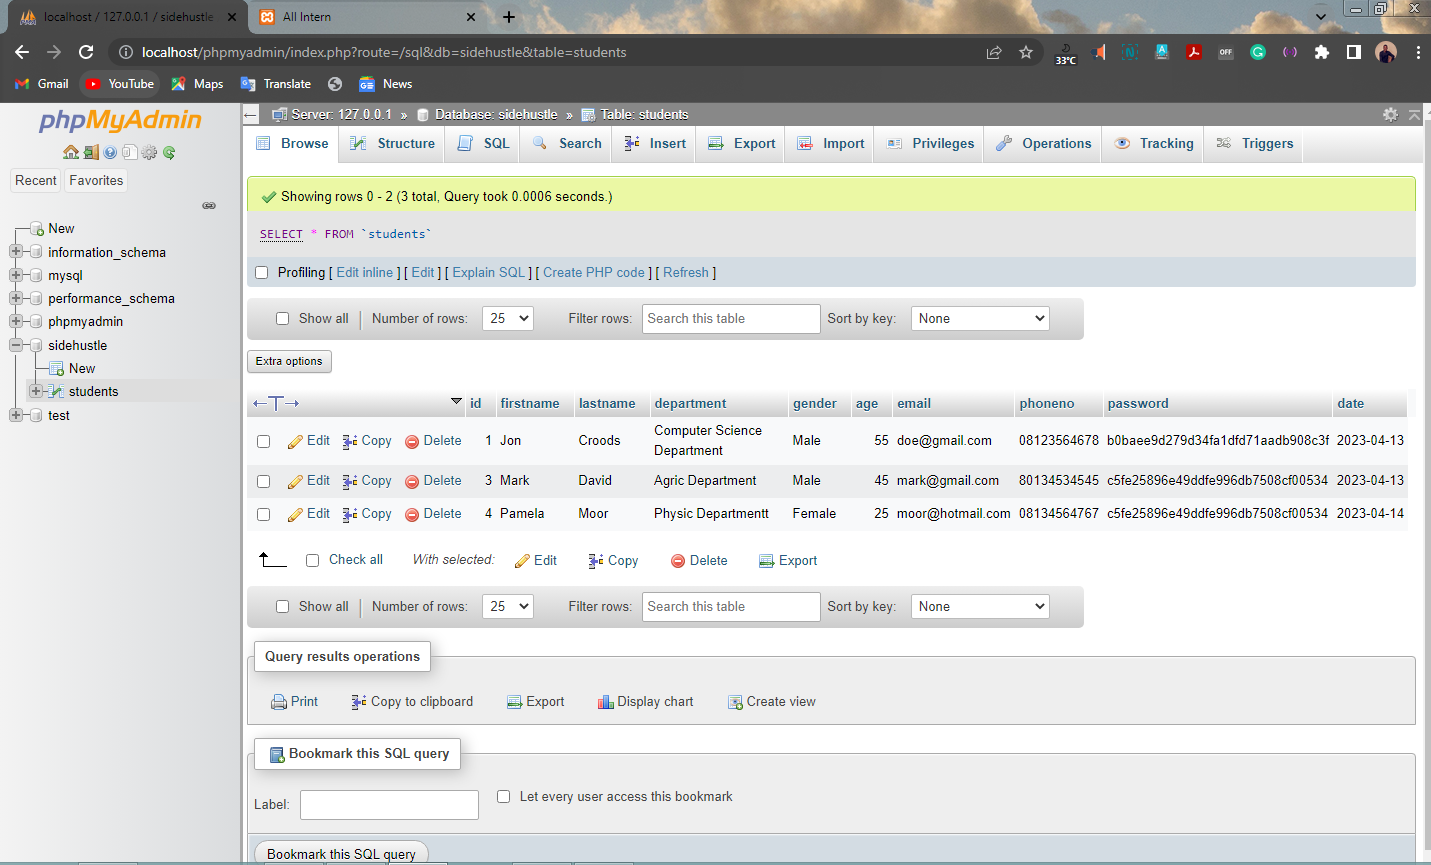 localhost / 127.0.0.1 / sidehustle
All Intern
localhost/phpmyadmin/index.php?route=/sql&db=sidehustle&table=students
33°C
OFF
Gmail YouTube Maps Translate News
phpMyAdmin
Recent Favorites
New
information_schema
mysql
performance_schema
phpmyadmin
sidehustle
New
students
test
Server: 127.0.0.1 » Database: sidehustle » Table: students
Browse Structure SQL Search Insert Export Import Privileges Operations Tracking Triggers
Showing rows 0 - 2 (3 total, Query took 0.0006 seconds.)
SELECT * FROM `students`
Profiling [ Edit inline ] [ Edit ] [ Explain SQL ] [ Create PHP code ] [ Refresh ]
Show all | Number of rows: 25 Filter rows: Search this table Sort by key: None
Extra options
←T→ id firstname lastname department gender age email phoneno password date
Edit Copy Delete 1 Jon Croods Computer Science Department Male 55 doe@gmail.com 08123564678 b0baee9d279d34fa1dfd71aadb908c3f 2023-04-13
Edit Copy Delete 3 Mark David Agric Department Male 45 mark@gmail.com 80134534545 c5fe25896e49ddfe996db7508cf00534 2023-04-13
Edit Copy Delete 4 Pamela Moor Physic Departmentt Female 25 moor@hotmail.com 08134564767 c5fe25896e49ddfe996db7508cf00534 2023-04-14
Check all With selected: Edit Copy Delete Export
Show all | Number of rows: 25 Filter rows: Search this table Sort by key: None
Query results operations
Print Copy to clipboard Export Display chart Create view
Bookmark this SQL query
Label: Let every user access this bookmark
Bookmark this SQL query